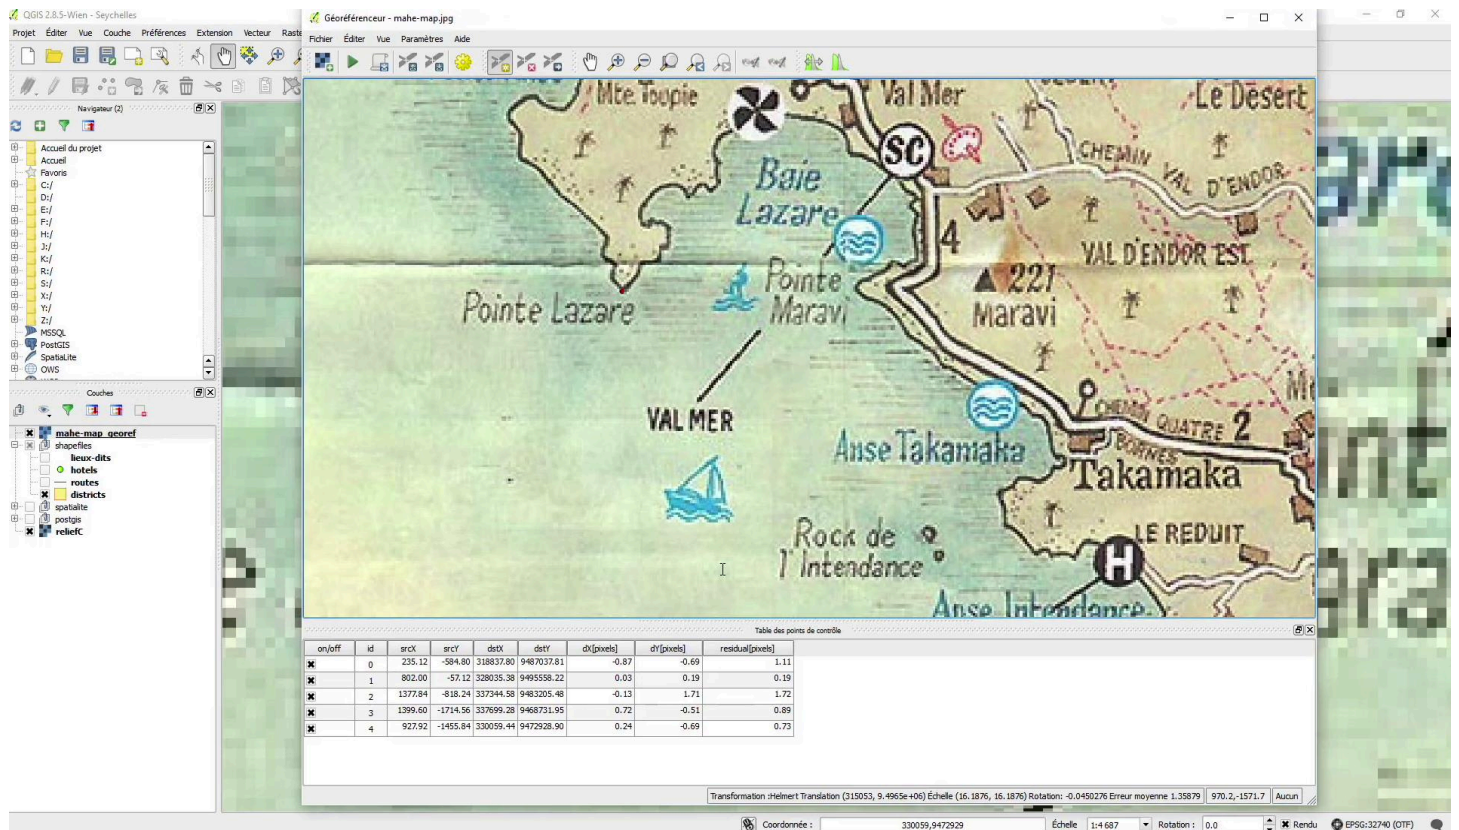 QGIS 2.8.5-Wien - Seychelles
Projet Éditer Vue Couche Préférences Extension Vecteur Raste
Navigateur (2)
Accueil du projet
Accueil
Favoris
C:/
D:/
E:/
F:/
H:/
J:/
K:/
R:/
S:/
X:/
Y:/
Z:/
MSSQL
PostGIS
SpatiaLite
OWS
Couches
mahe-map_georef
shapefiles
lieux-dits
hotels
routes
districts
spatialite
postgis
reliefC
Géoréférenceur - mahe-map.jpg
Fichier Éditer Vue Paramètres Aide
Mte. Toupie
Val Mer
Le Désert
SC
CHEMIN VAL D'ENDOR
Baie
Lazare
4
VAL D'ENDOR EST
Pointe
Maravi
221
Maravi
Pointe Lazare
VAL MER
CHEMIN QUATRE BORNES
2
Anse Takamaka
Takamaka
Rock de
l'Intendance
LE REDUIT
H
Anse Intendance
Table des points de contrôle
on/off id srcX srcY dstX dstY dX[pixels] dY[pixels] residual[pixels]
0 235.12 -584.80 318837.80 9487037.81 -0.87 -0.69 1.11
1 802.00 -57.12 328035.38 9495558.22 0.03 0.19 0.19
2 1377.84 -818.24 337344.58 9483205.48 -0.13 1.71 1.72
3 1399.60 -1714.56 337699.28 9468731.95 0.72 -0.51 0.89
4 927.92 -1455.84 330059.44 9472928.90 0.24 -0.69 0.73
Transformation :Helmert Translation (315053, 9.4965e+06) Échelle (16.1876, 16.1876) Rotation: -0.0450276 Erreur moyenne 1.35879 970.2,-1571.7 Aucun
Coordonnée : 330059,9472929 Échelle 1:4 687 Rotation : 0.0 Rendu EPSG:32740 (OTF)